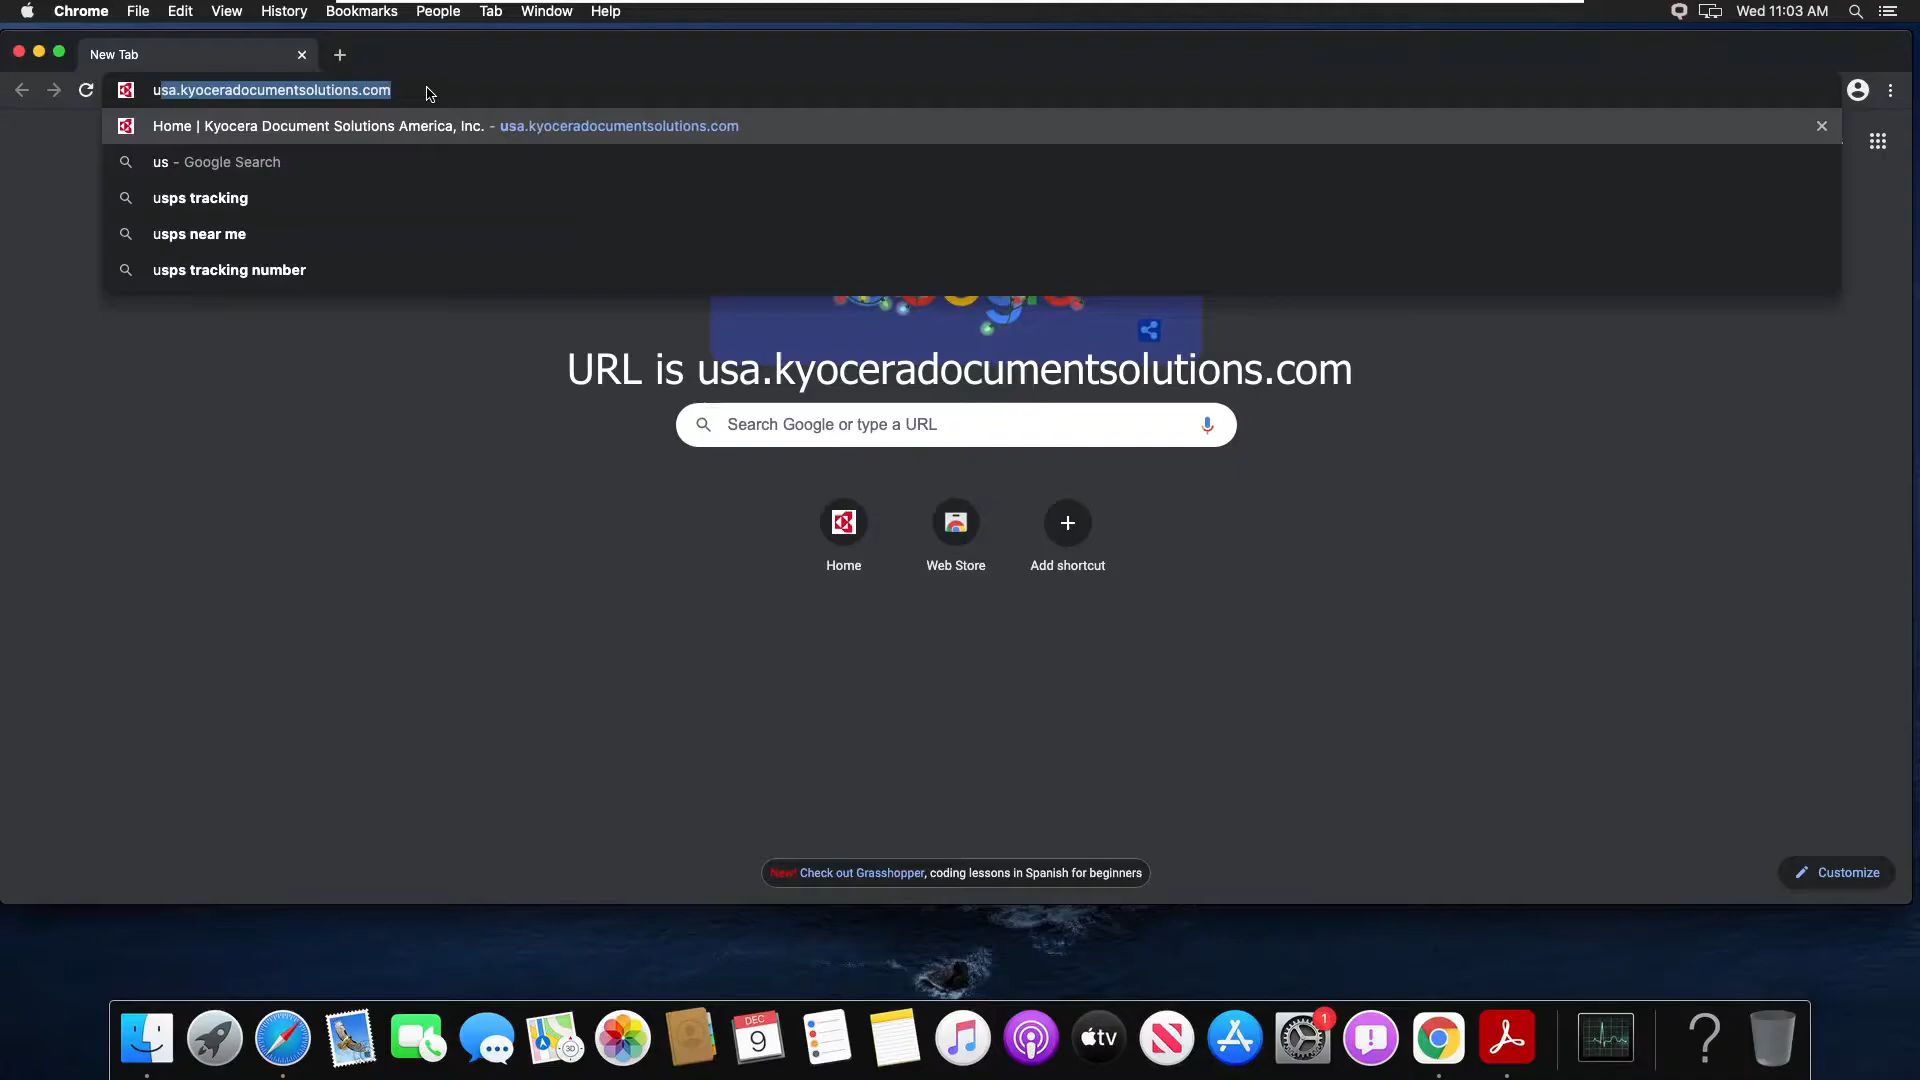 Chrome File Edit View History Bookmarks People Tab Window Help
Wed 11:03 AM
New Tab
usa.kyoceradocumentsolutions.com
Home | Kyocera Document Solutions America, Inc. - usa.kyoceradocumentsolutions.com
us - Google Search
usps tracking
usps near me
usps tracking number
URL is usa.kyoceradocumentsolutions.com
Search Google or type a URL
Home
Web Store
Add shortcut
New! Check out Grasshopper, coding lessons in Spanish for beginners
Customize
DEC
9
3D
tv
1